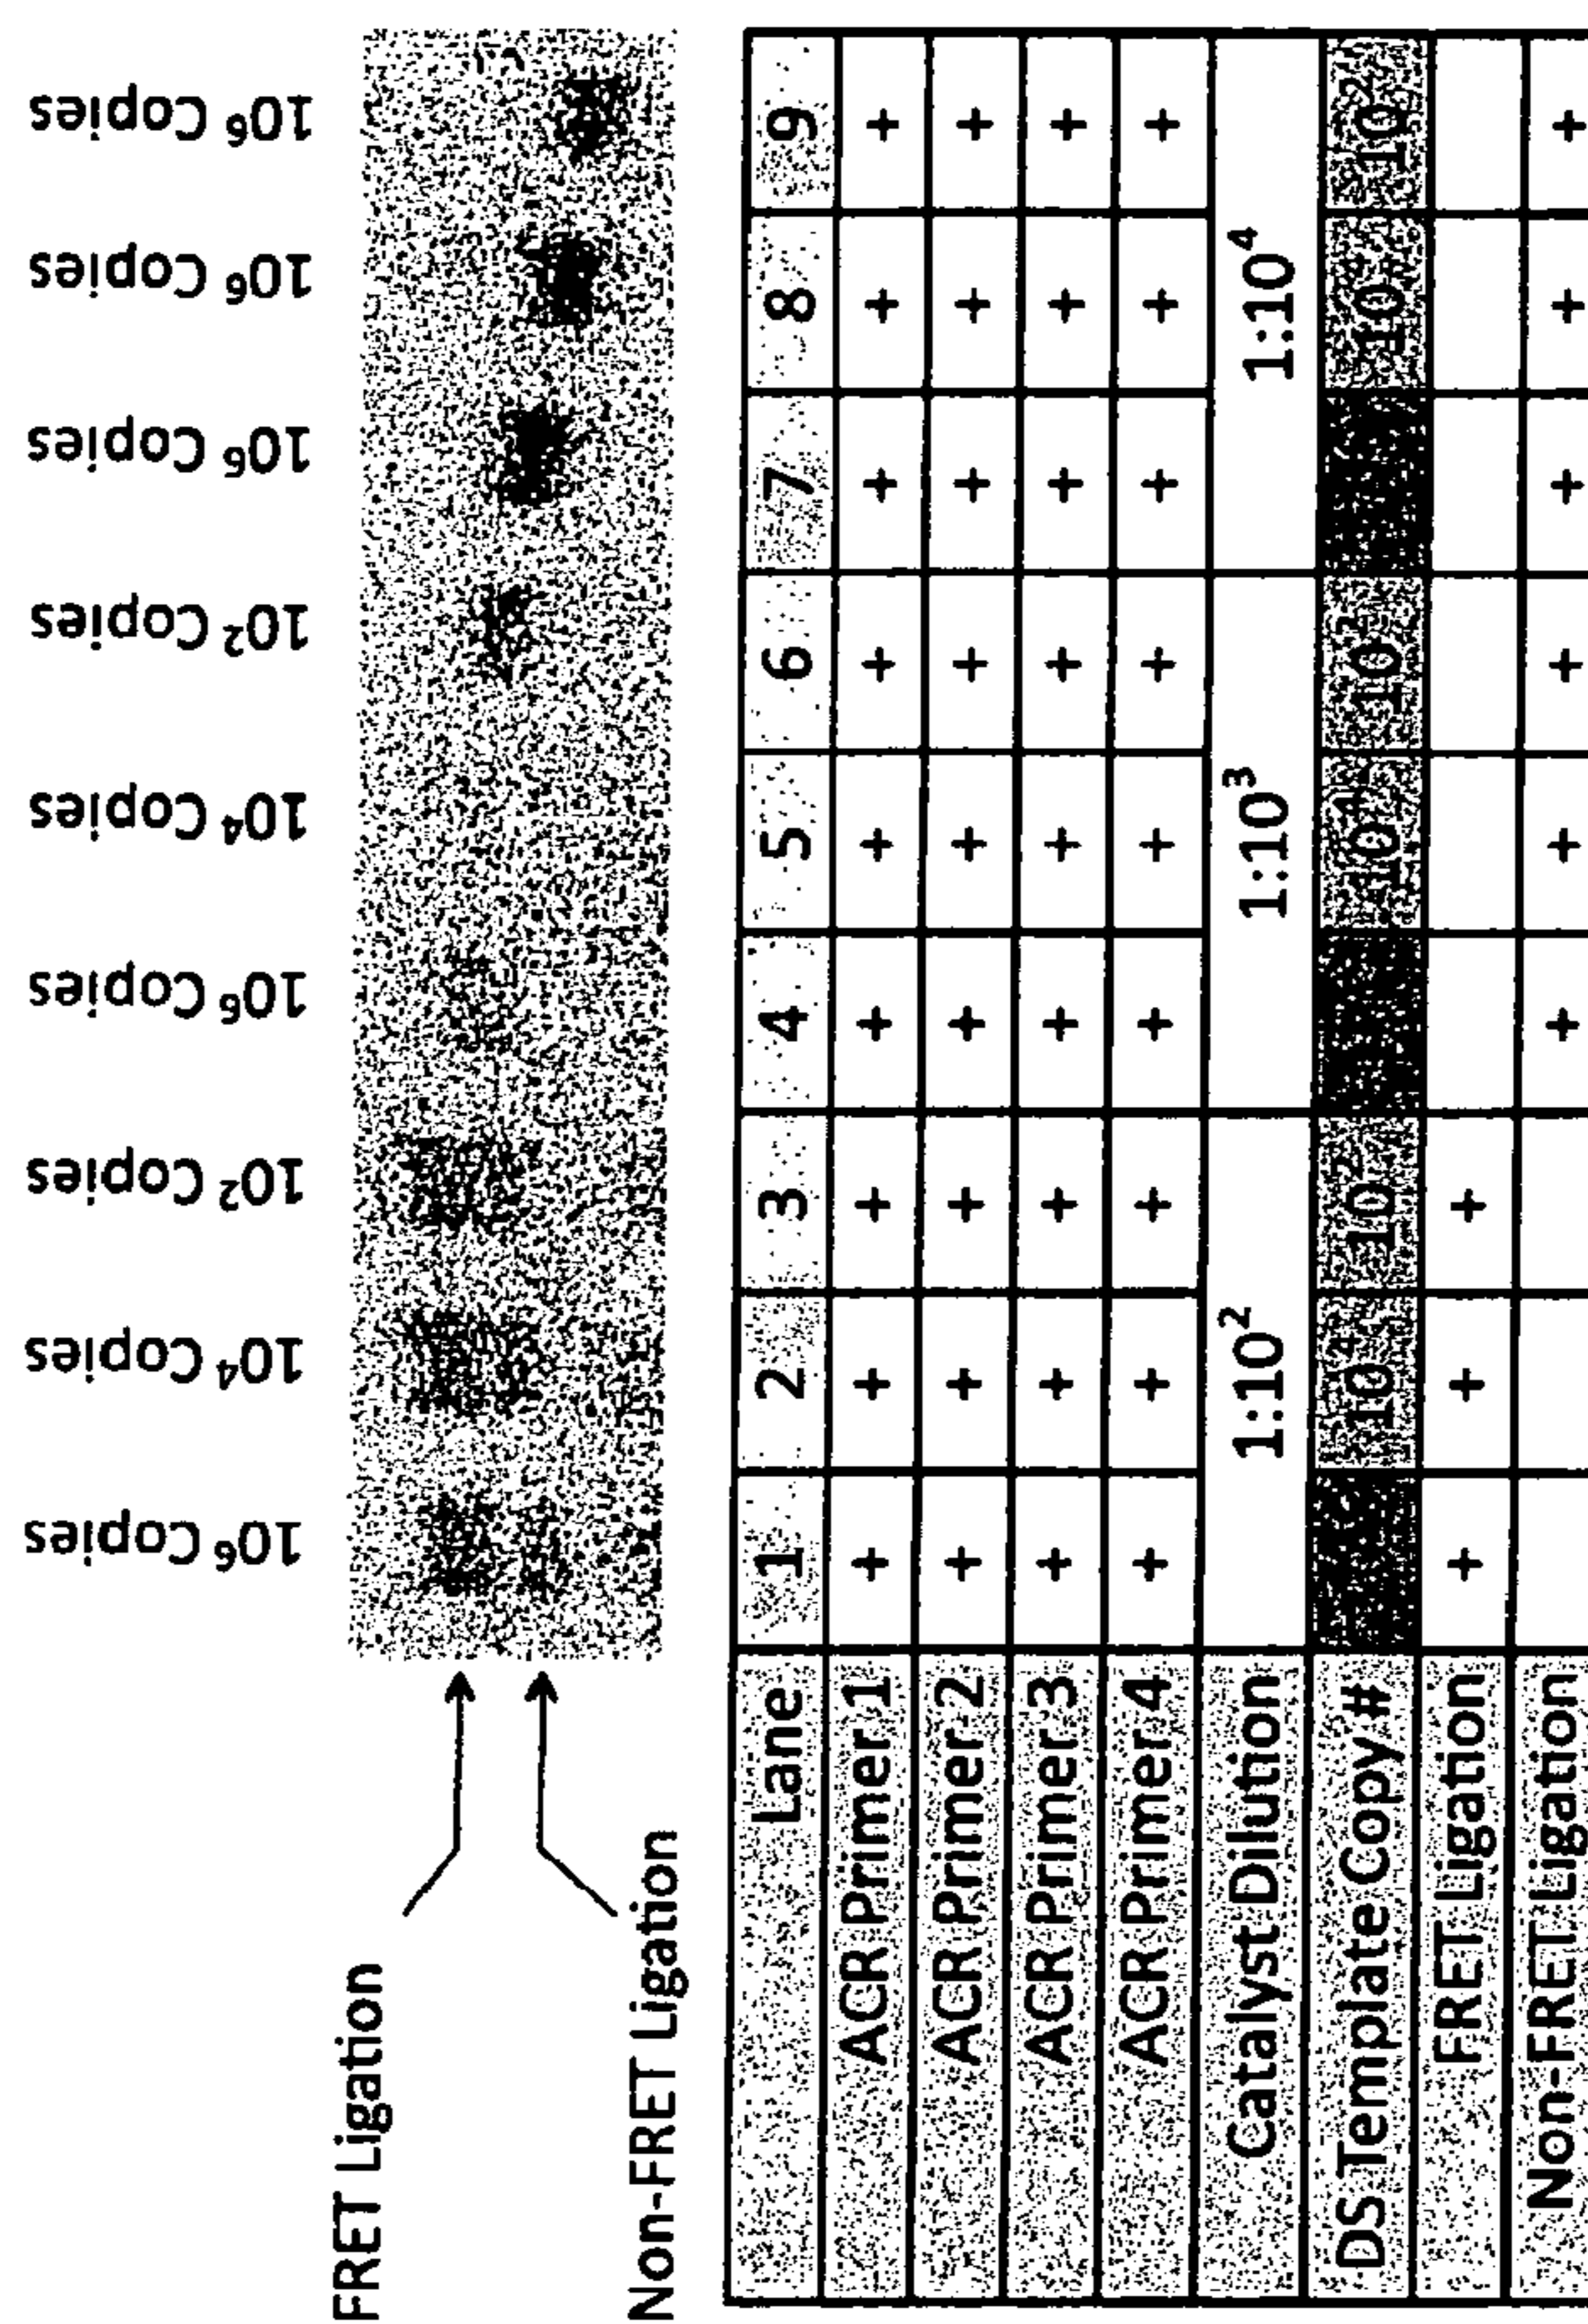 10⁶ Copies
10⁴ Copies
10² Copies
10⁶ Copies
10⁴ Copies
10² Copies
10⁶ Copies
10⁶ Copies
10⁶ Copies
FRET Ligation
Non-FRET Ligation
Lane 1 2 3 4 5 6 7 8 9
ACR Primer 1 + + + + + + + + +
ACR Primer 2 + + + + + + + + +
ACR Primer 3 + + + + + + + + +
ACR Primer 4 + + + + + + + + +
Catalyst Dilution 1:10² 1:10³ 1:10⁴
DS Template Copy # 10⁴ 10² 10⁴ 10² 10⁴ 10²
FRET Ligation + + +
Non-FRET Ligation + + + + + +